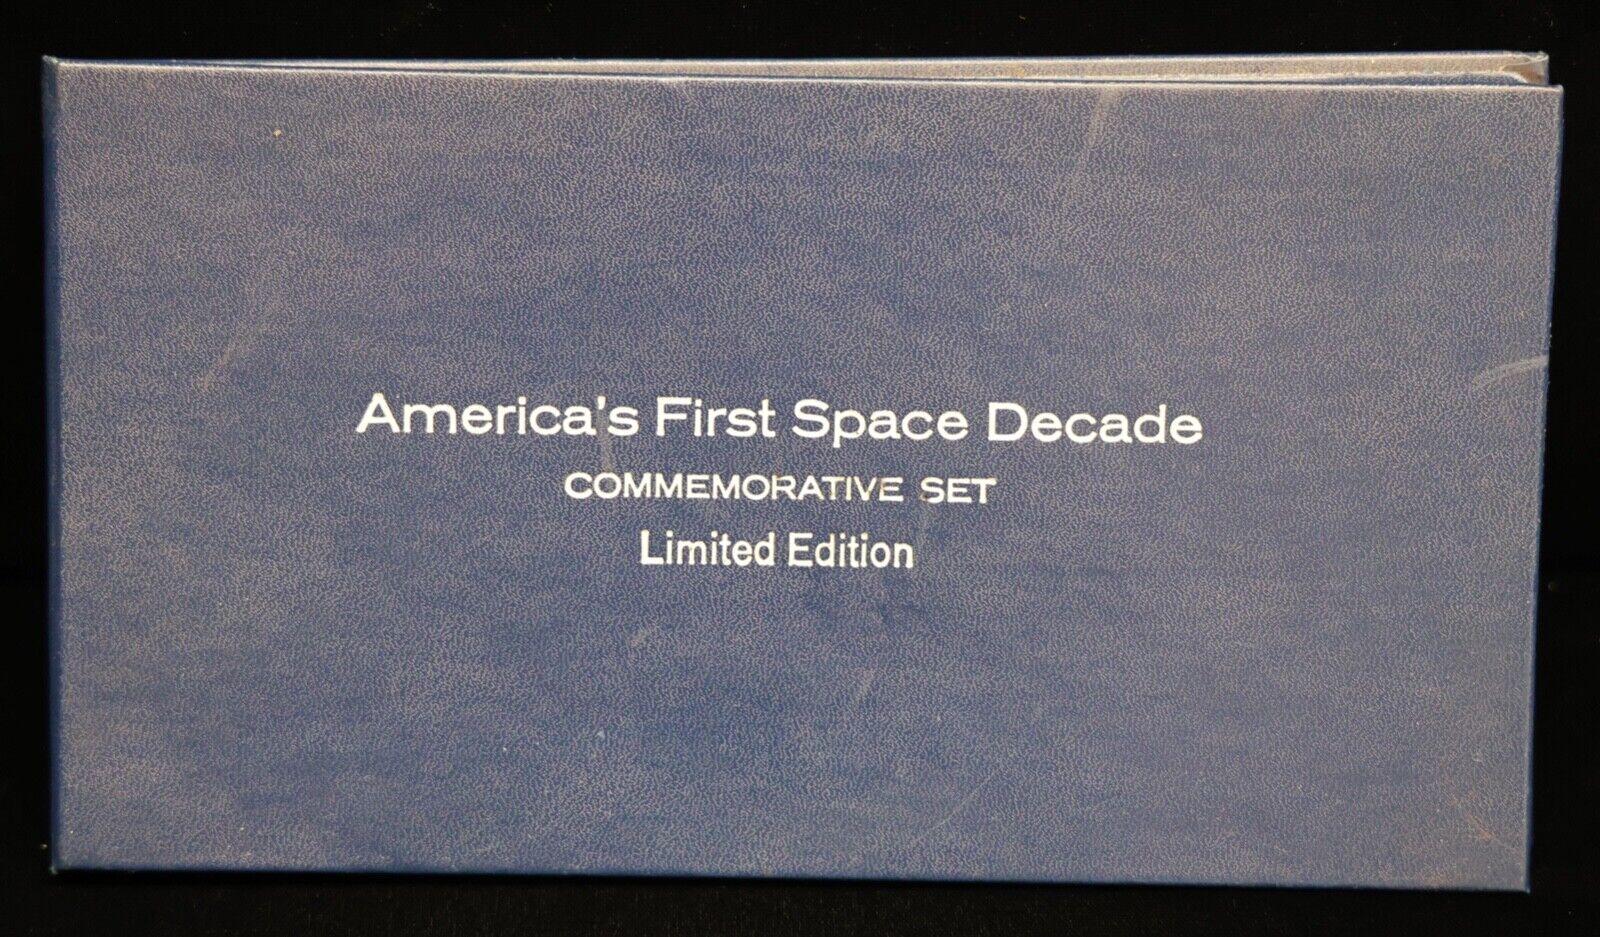 America's First Space Decade
COMMEMORATIVE SET
Limited Edition